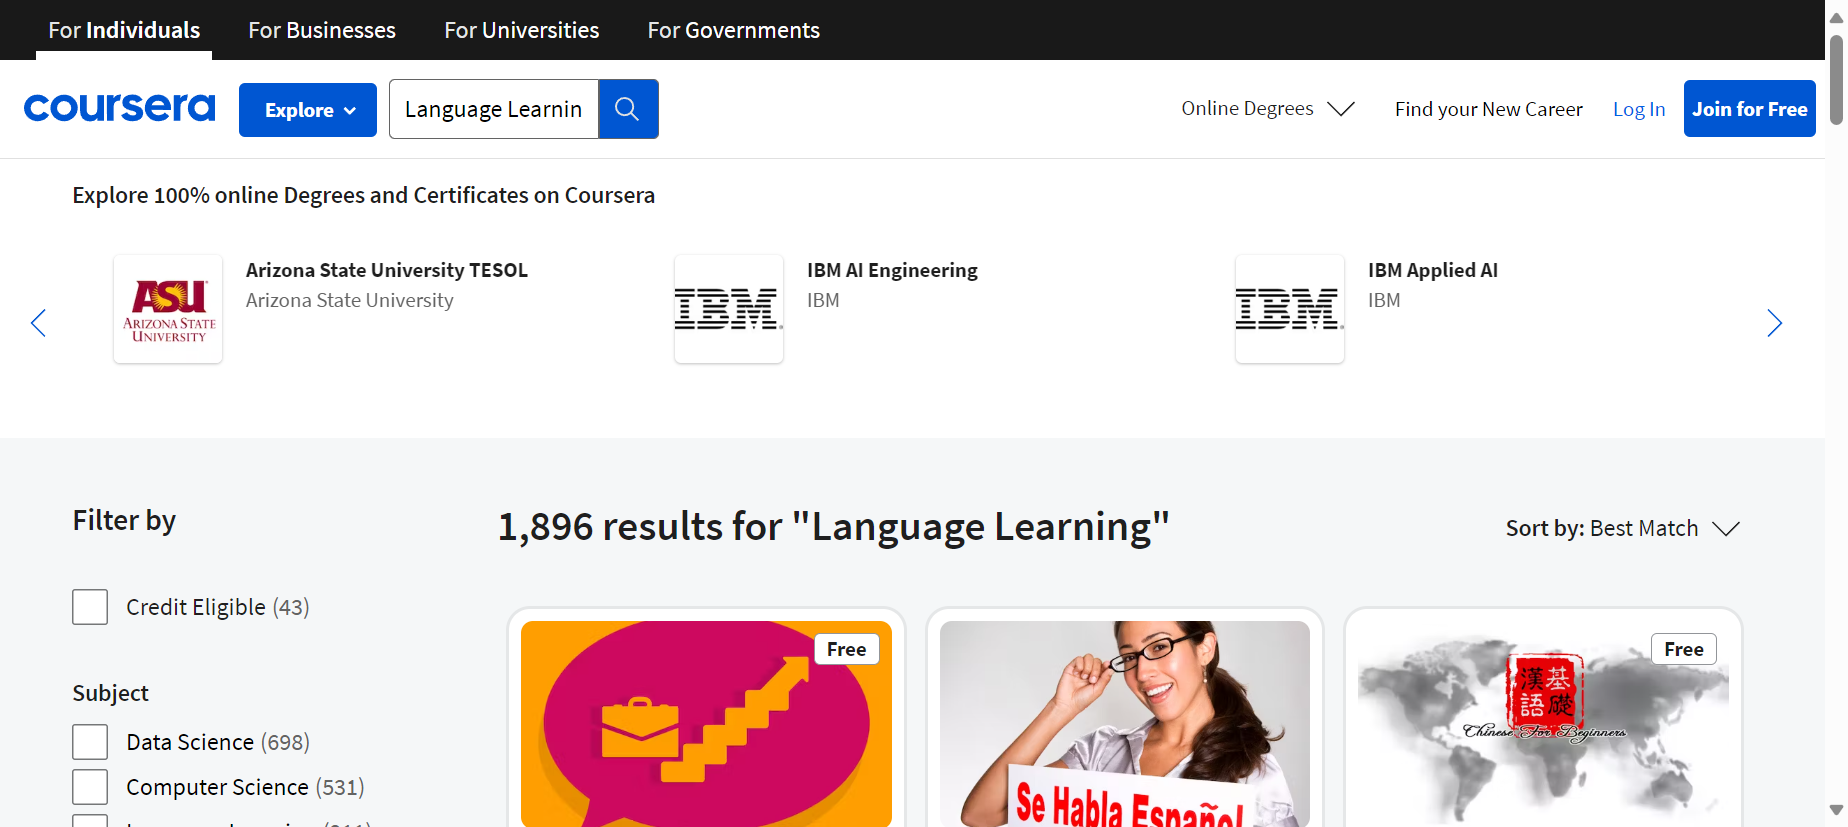 For Individuals
For Businesses
For Universities
For Governments
coursera
Explore
Language Learnin
Online Degrees
Find your New Career
Log In
Join for Free
Explore 100% online Degrees and Certificates on Coursera
ASU
ARIZONA STATE
UNIVERSITY
Arizona State University TESOL
Arizona State University
IBM
IBM AI Engineering
IBM
IBM
IBM Applied AI
IBM
Filter by
1,896 results for "Language Learning"
Sort by: Best Match
Credit Eligible (43)
Subject
Data Science (698)
Computer Science (531)
Free
Se Habla Español
Free
漢基
語礎
Chinese For Beginners